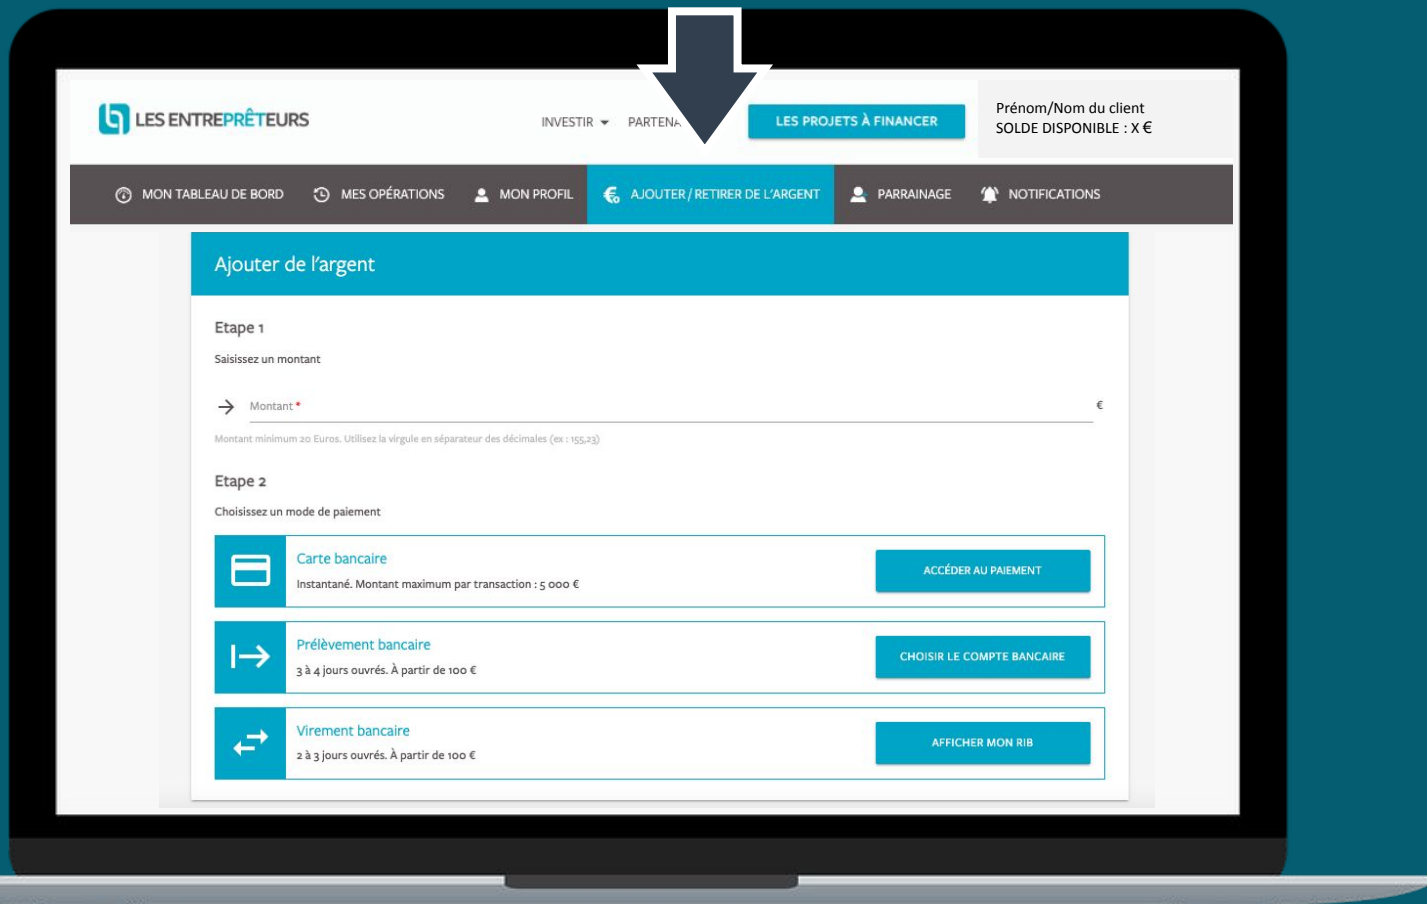 LES ENTREPRÊTEURS
INVESTIR
LES PROJETS À FINANCER
Prénom/Nom du client
SOLDE DISPONIBLE : X €
MON TABLEAU DE BORD
MES OPÉRATIONS
MON PROFIL
AJOUTER / RETIRER DE L'ARGENT
PARRAINAGE
NOTIFICATIONS
Ajouter de l'argent
Etape 1
Saisissez un montant
Montant *
€
Montant minimum 20 Euros. Utilisez la virgule en séparateur des décimales (ex : 155,23)
Etape 2
Choisissez un mode de paiement
Carte bancaire
Instantané. Montant maximum par transaction : 5 000 €
ACCÉDER AU PAIEMENT
Prélèvement bancaire
3 à 4 jours ouvrés. À partir de 100 €
CHOISIR LE COMPTE BANCAIRE
Virement bancaire
2 à 3 jours ouvrés. À partir de 100 €
AFFICHER MON RIB